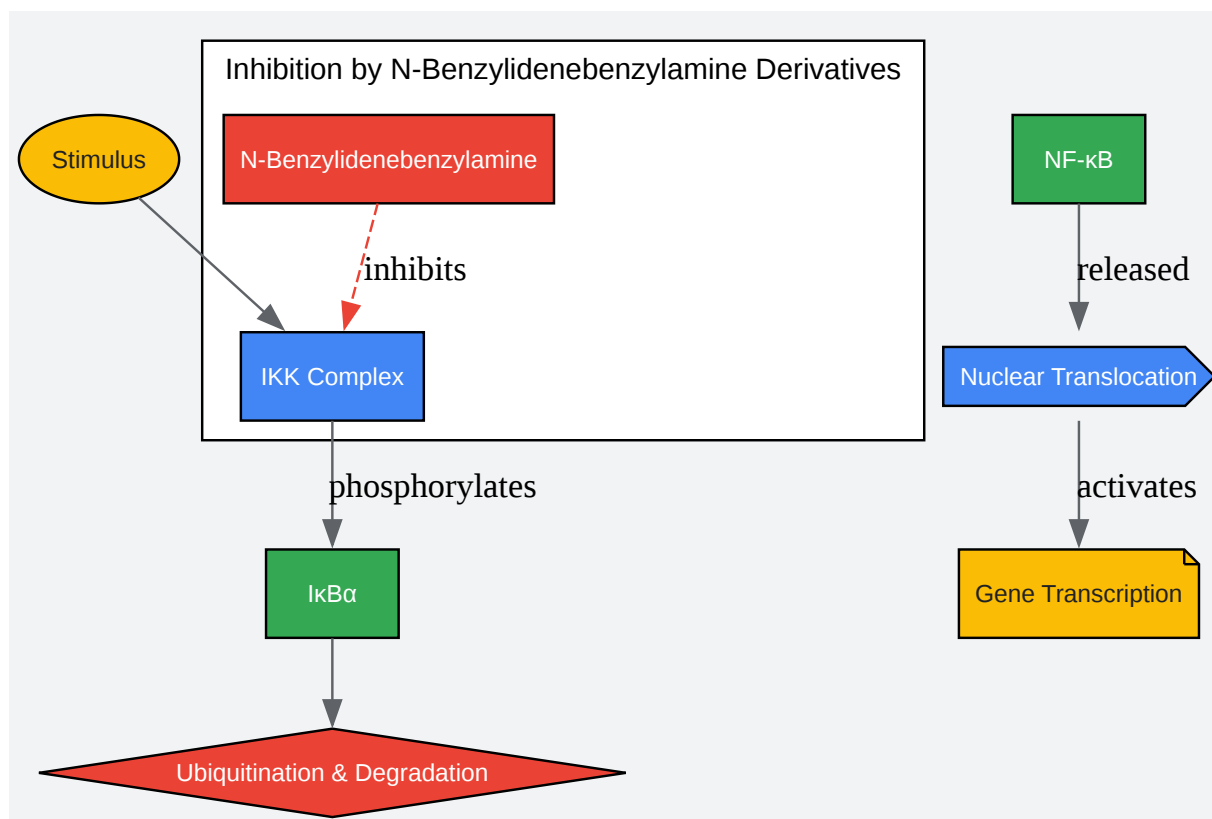 Inhibition by N-Benzylidenebenzylamine Derivatives
Stimulus
N-Benzylidenebenzylamine
NF-κB
inhibits
released
IKK Complex
Nuclear Translocation
phosphorylates
activates
IκBα
Gene Transcription
Ubiquitination & Degradation